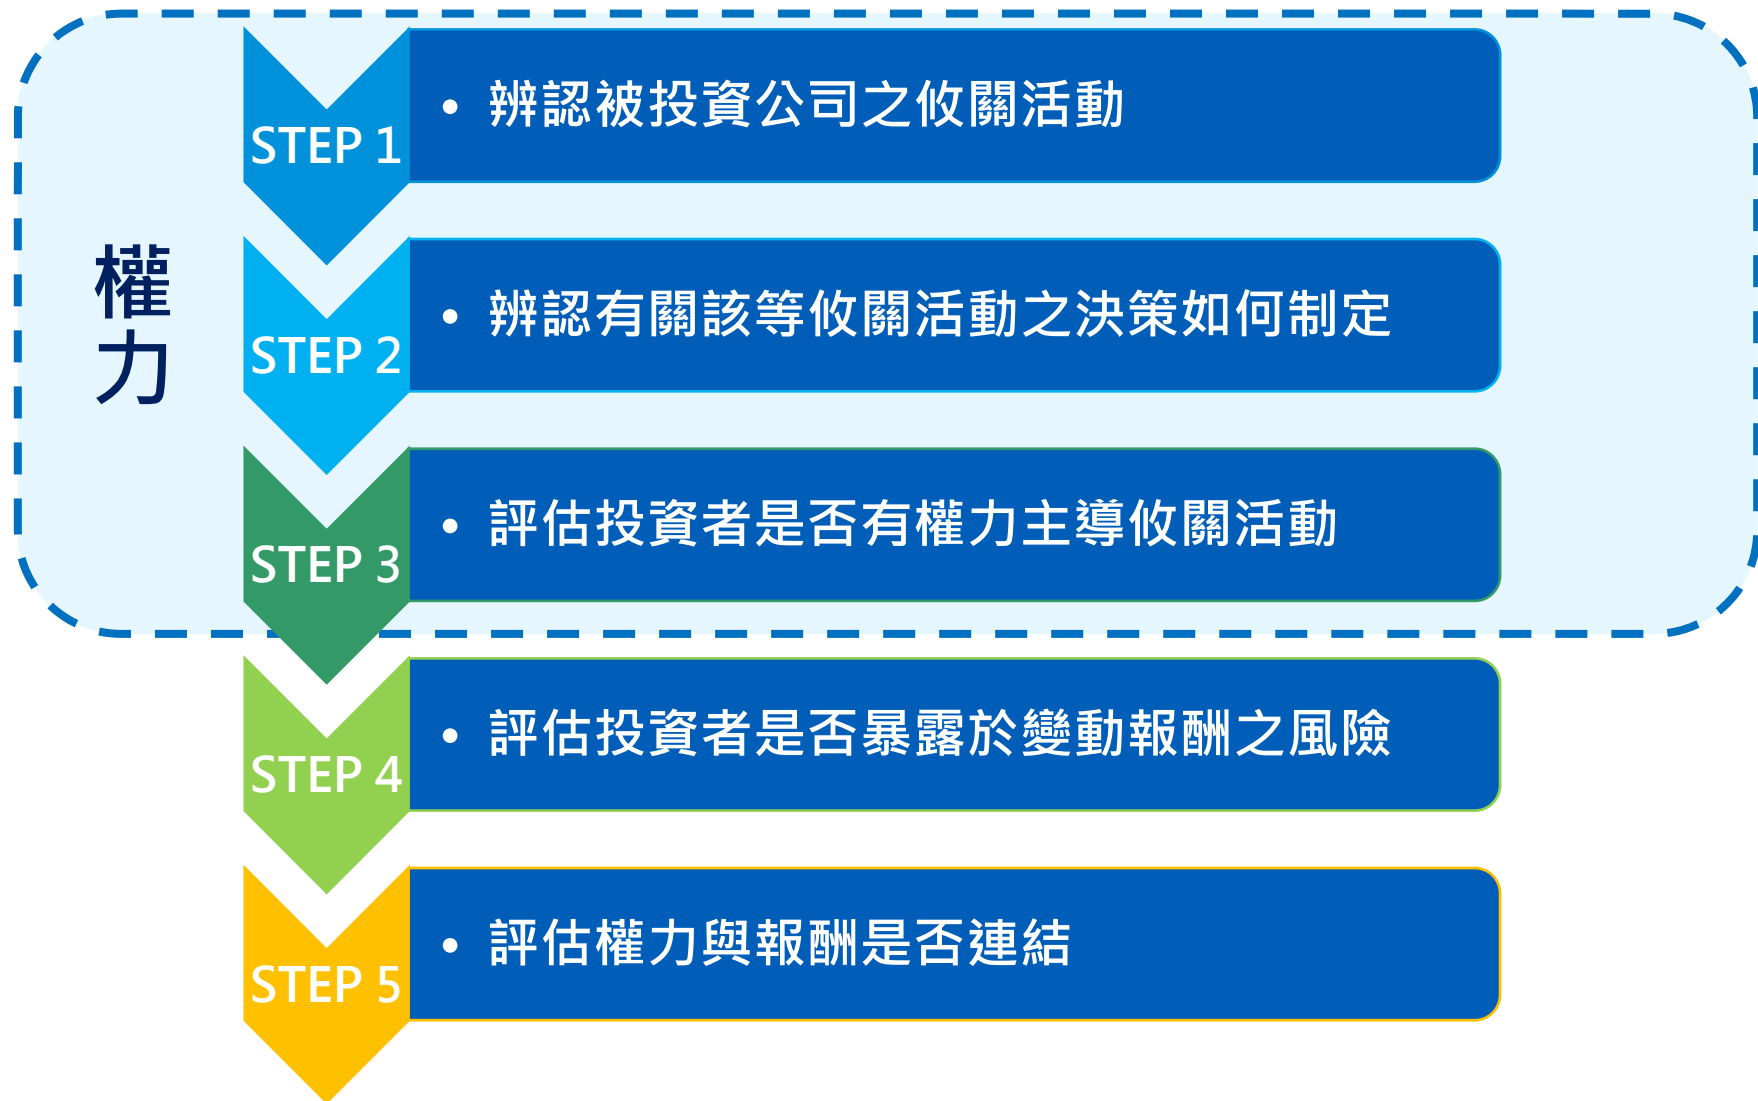 權力
STEP 1
• 辨認被投資公司之攸關活動
STEP 2
• 辨認有關該等攸關活動之決策如何制定
STEP 3
• 評估投資者是否有權力主導攸關活動
STEP 4
• 評估投資者是否暴露於變動報酬之風險
STEP 5
• 評估權力與報酬是否連結